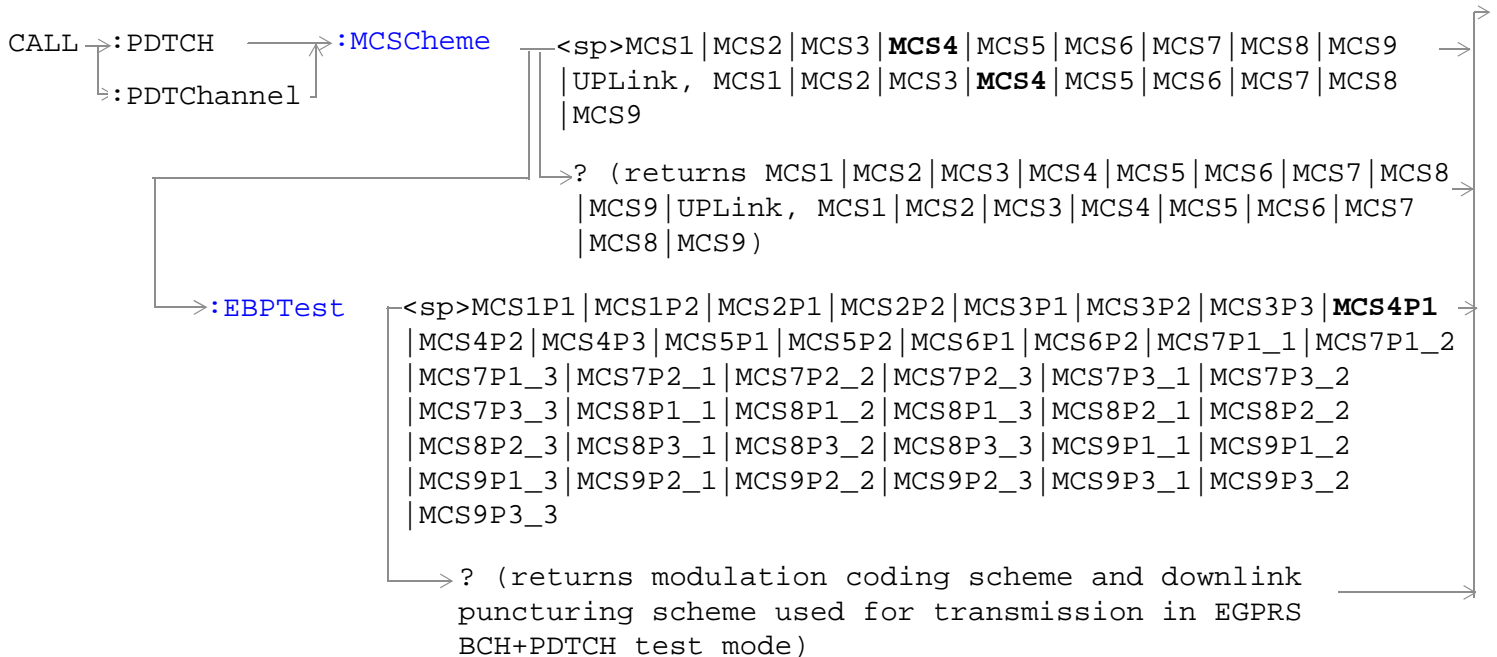 CALL :PDTCH :MCSCheme <sp>MCS1|MCS2|MCS3|MCS4|MCS5|MCS6|MCS7|MCS8|MCS9
:PDTChannel |UPLink, MCS1|MCS2|MCS3|MCS4|MCS5|MCS6|MCS7|MCS8
|MCS9
? (returns MCS1|MCS2|MCS3|MCS4|MCS5|MCS6|MCS7|MCS8
|MCS9|UPLink, MCS1|MCS2|MCS3|MCS4|MCS5|MCS6|MCS7
|MCS8|MCS9)
:EBPTest <sp>MCS1P1|MCS1P2|MCS2P1|MCS2P2|MCS3P1|MCS3P2|MCS3P3|MCS4P1
|MCS4P2|MCS4P3|MCS5P1|MCS5P2|MCS6P1|MCS6P2|MCS7P1_1|MCS7P1_2
|MCS7P1_3|MCS7P2_1|MCS7P2_2|MCS7P2_3|MCS7P3_1|MCS7P3_2
|MCS7P3_3|MCS8P1_1|MCS8P1_2|MCS8P1_3|MCS8P2_1|MCS8P2_2
|MCS8P2_3|MCS8P3_1|MCS8P3_2|MCS8P3_3|MCS9P1_1|MCS9P1_2
|MCS9P1_3|MCS9P2_1|MCS9P2_2|MCS9P2_3|MCS9P3_1|MCS9P3_2
|MCS9P3_3
? (returns modulation coding scheme and downlink
puncturing scheme used for transmission in EGPRS
BCH+PDTCH test mode)